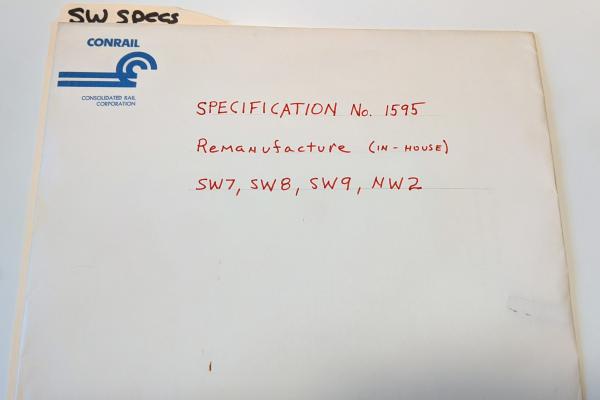 SW SPECS
CONRAIL
CONSOLIDATED RAIL
CORPORATION
SPECIFICATION No. 1595
Remanufacture (IN-HOUSE)
SW7, SW8, SW9, NW2